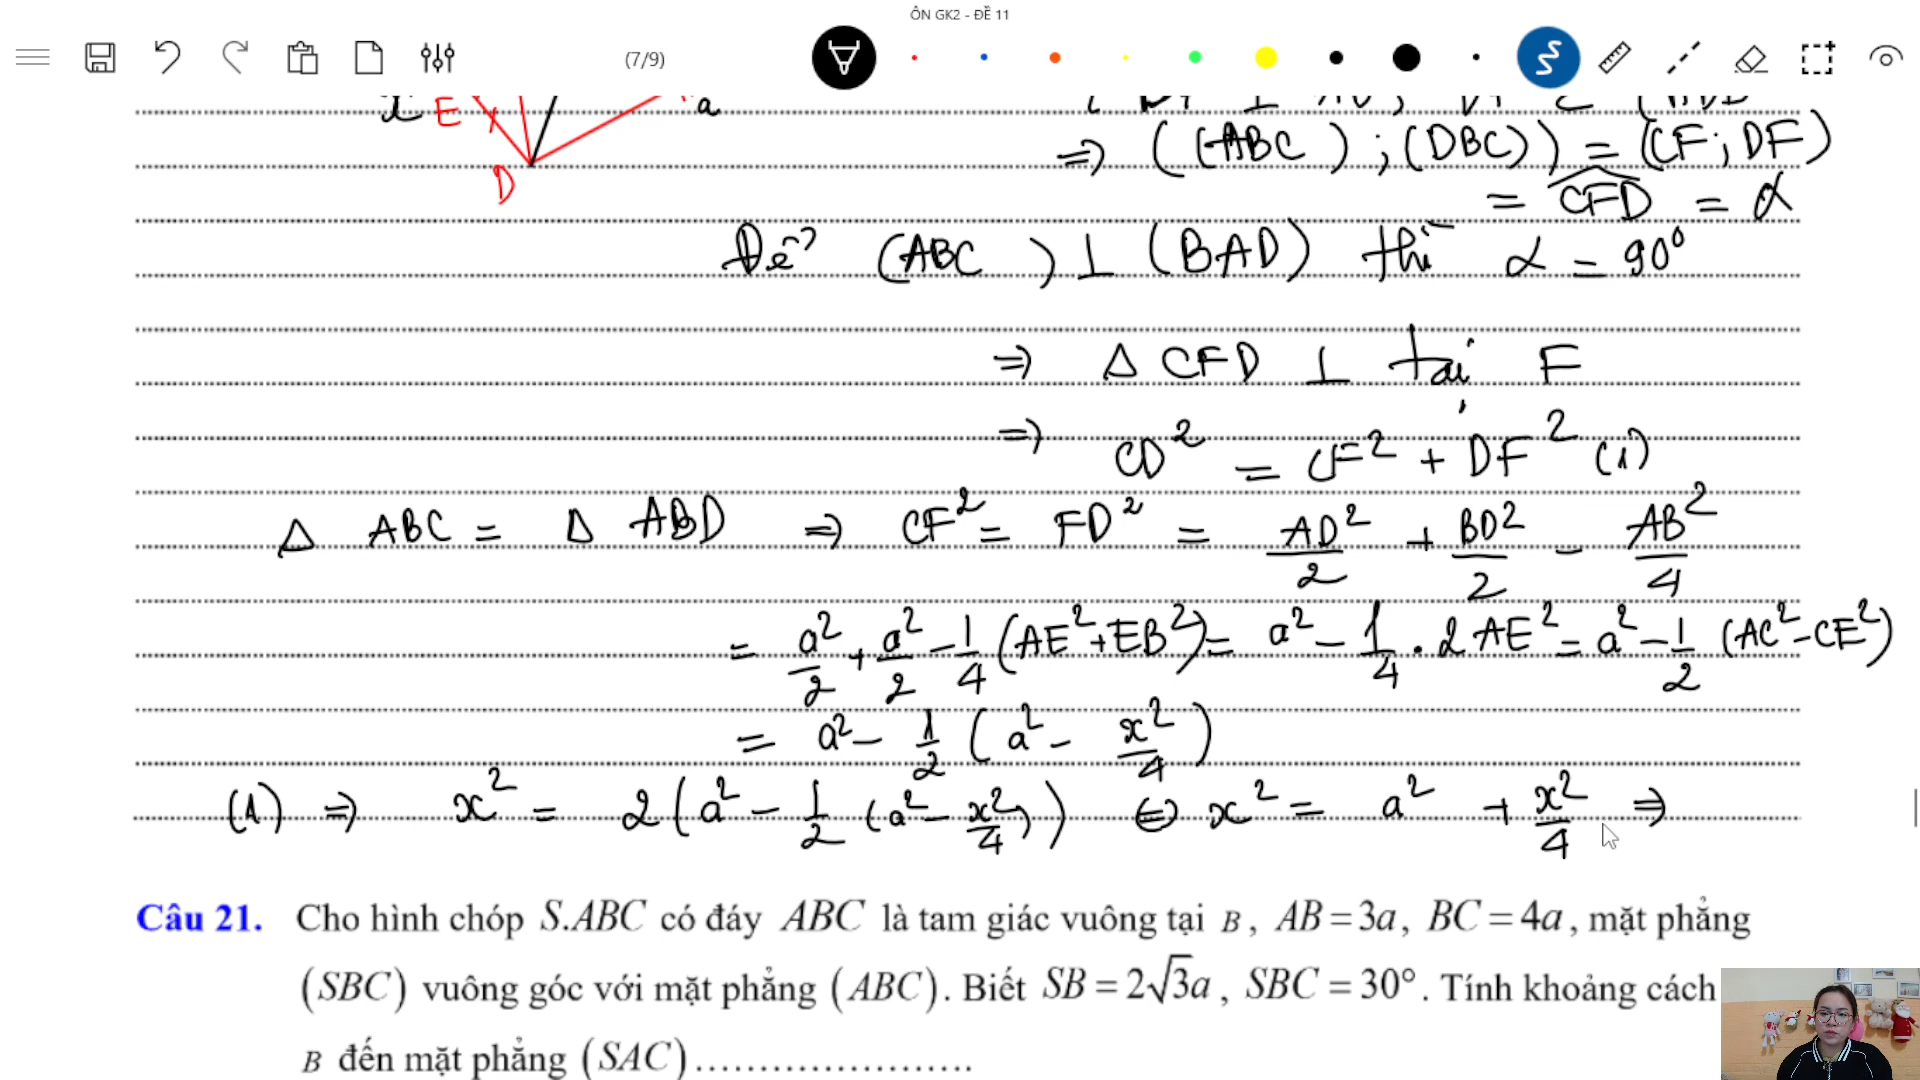 ÔN GK2 - ĐỀ 11
(7/9)
E a
D
⇒ ((ABC); (DBC)) = (CF; DF)
= CFD = α
Để (ABC) ⊥ (BAD) thì α = 90°
⇒ Δ CFD ⊥ tại F
⇒ CD² = CF² + DF² (1)
Δ ABC = Δ ABD ⇒ CF² = FD² = AD²/2 + BD²/2 − AB²/4
= a²/2 + a²/2 − 1/4 (AE² + EB²) = a² − 1/4 . 2AE² = a² − 1/2 (AC² − CE²)
= a² − 1/2 (a² − x²/4)
(1) ⇒ x² = 2(a² − 1/2 (a² − x²/4)) ⇔ x² = a² + x²/4 ⇒
Câu 21. Cho hình chóp S.ABC có đáy ABC là tam giác vuông tại B, AB = 3a, BC = 4a, mặt phẳng
(SBC) vuông góc với mặt phẳng (ABC). Biết SB = 2√3a, SBC = 30°. Tính khoảng cách
B đến mặt phẳng (SAC)......................